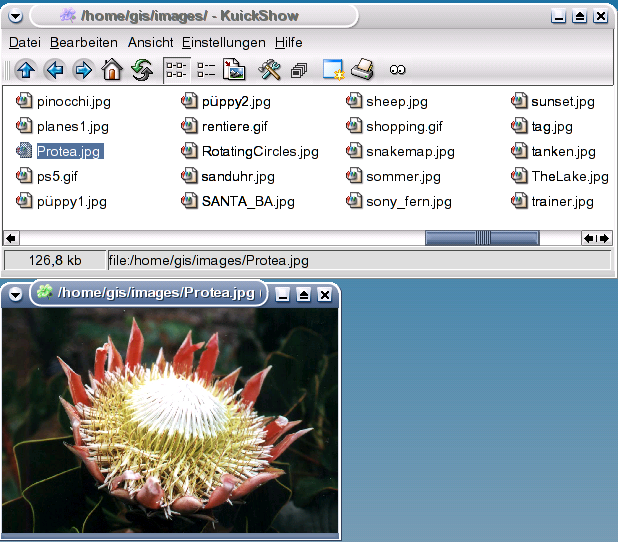 /home/gis/images/ - KuickShow
Datei Bearbeiten Ansicht Einstellungen Hilfe
pinocchi.jpg püppy2.jpg sheep.jpg sunset.jpg
planes1.jpg rentiere.gif shopping.gif tag.jpg
Protea.jpg RotatingCircles.jpg snakemap.jpg tanken.jpg
ps5.gif sanduhr.jpg sommer.jpg TheLake.jpg
püppy1.jpg SANTA_BA.jpg sony_fern.jpg trainer.jpg
126,8 kb file:/home/gis/images/Protea.jpg
/home/gis/images/Protea.jpg